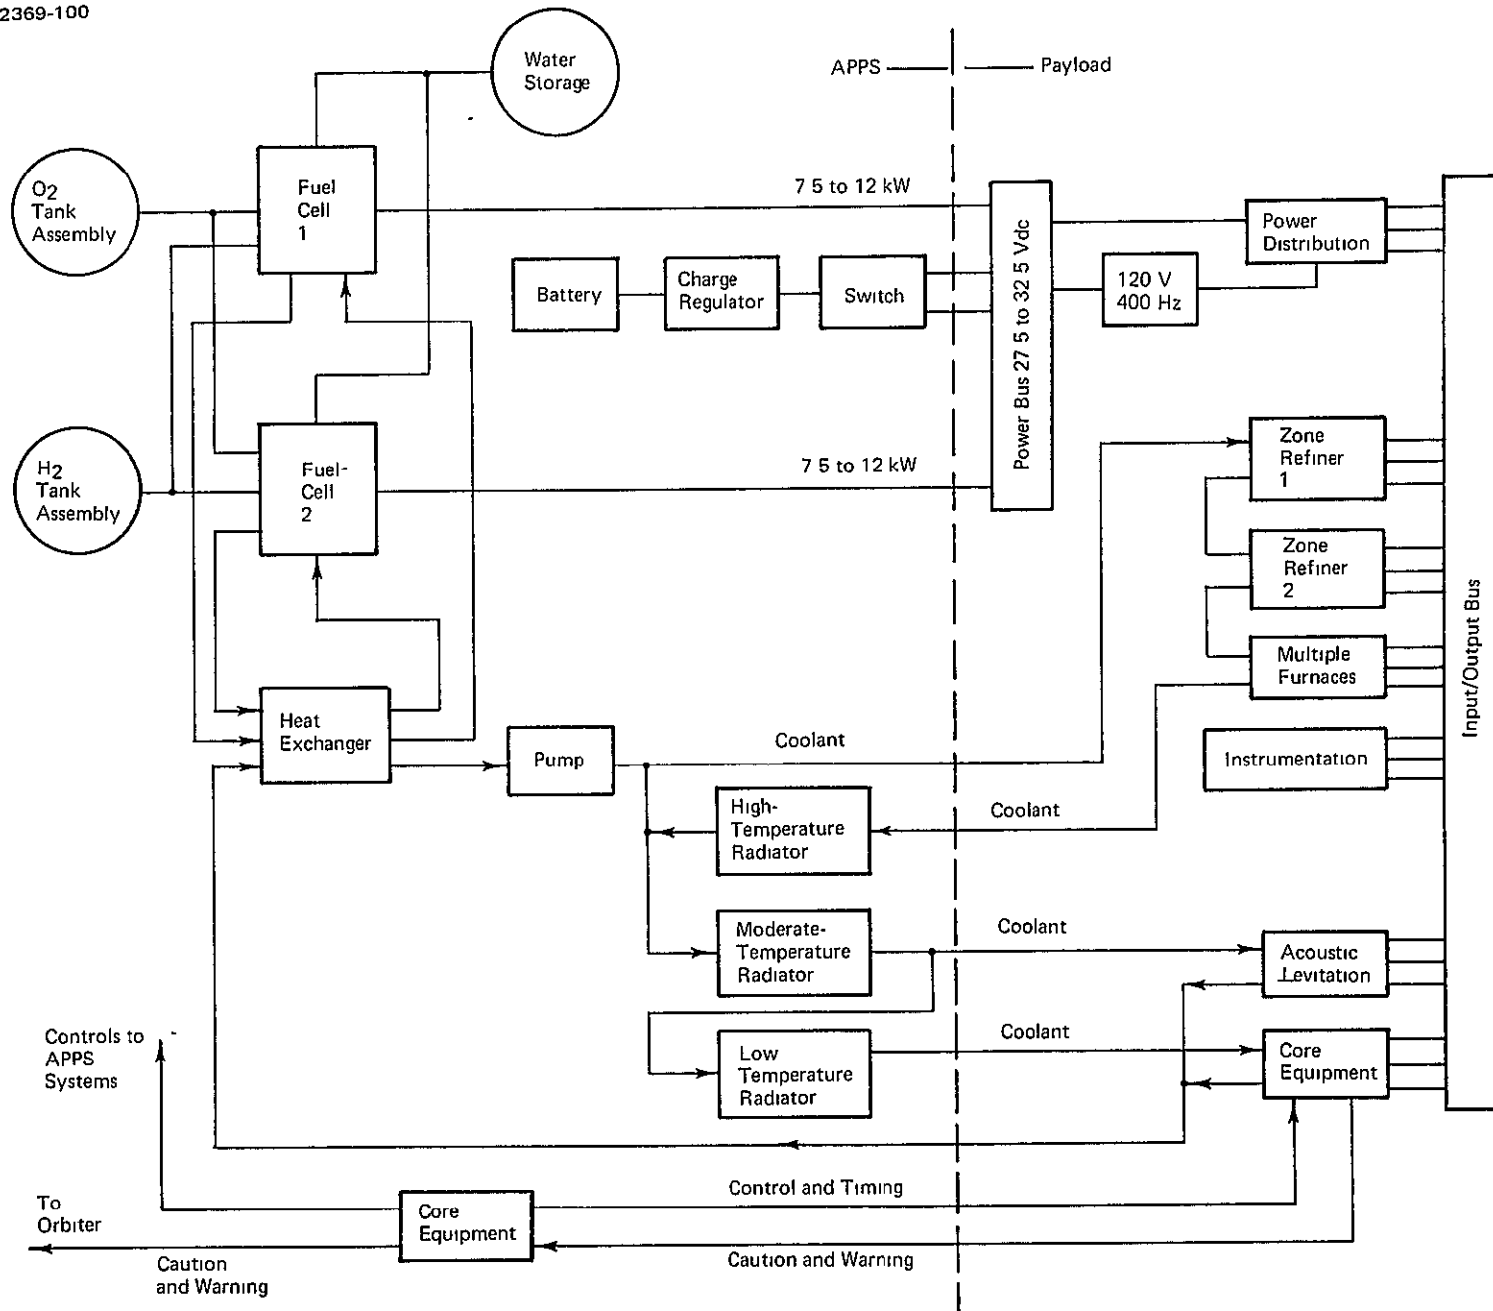 2369-100
Water
Storage
APPS
Payload
O2
Tank
Assembly
Fuel
Cell
1
7 5 to 12 kW
Power Bus 27 5 to 32 5 Vdc
Power
Distribution
Battery
Charge
Regulator
Switch
120 V
400 Hz
H2
Tank
Assembly
Fuel-
Cell
2
7 5 to 12 kW
Zone
Refiner
1
Zone
Refiner
2
Multiple
Furnaces
Input/Output Bus
Heat
Exchanger
Pump
Coolant
Instrumentation
High-
Temperature
Radiator
Coolant
Moderate-
Temperature
Radiator
Coolant
Acoustic
Levitation
Low
Temperature
Radiator
Coolant
Core
Equipment
Controls to
APPS
Systems
To
Orbiter
Core
Equipment
Control and Timing
Caution and Warning
Caution
and Warning